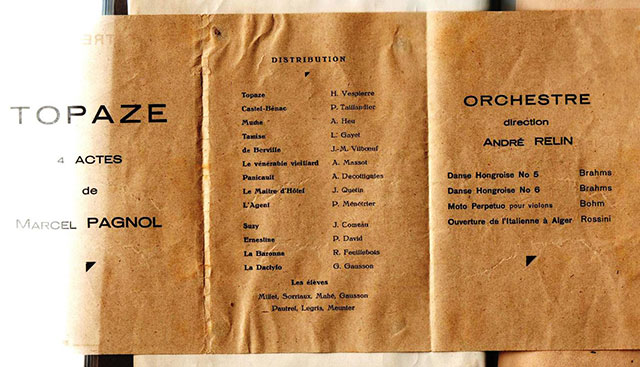 TOPAZE
4 ACTES
de
MARCEL PAGNOL
DISTRIBUTION
Topaze H. Vespierre
Castel-Bénac P. Taillandier
Muche A. Heu
Tamise L. Gayet
de Berville J.-M. Vilbœuf
Le vénérable vieillard A. Massot
Panicault A. Decottignies
Le Maître d'Hôtel J. Quetin
L'Agent P. Ménétrier
Suzy J. Comeau
Ernestine P. David
La Baronne R. Feuillebois
La Dactylo G. Gausson
Les élèves
Millet, Sorriaux, Mahé, Gausson
Pautrel, Legris, Meunier
ORCHESTRE
direction
ANDRÉ RELIN
Danse Hongroise No 5 Brahms
Danse Hongroise No 6 Brahms
Moto Perpetuo pour violons Bohm
Ouverture de l'Italienne à Alger Rossini